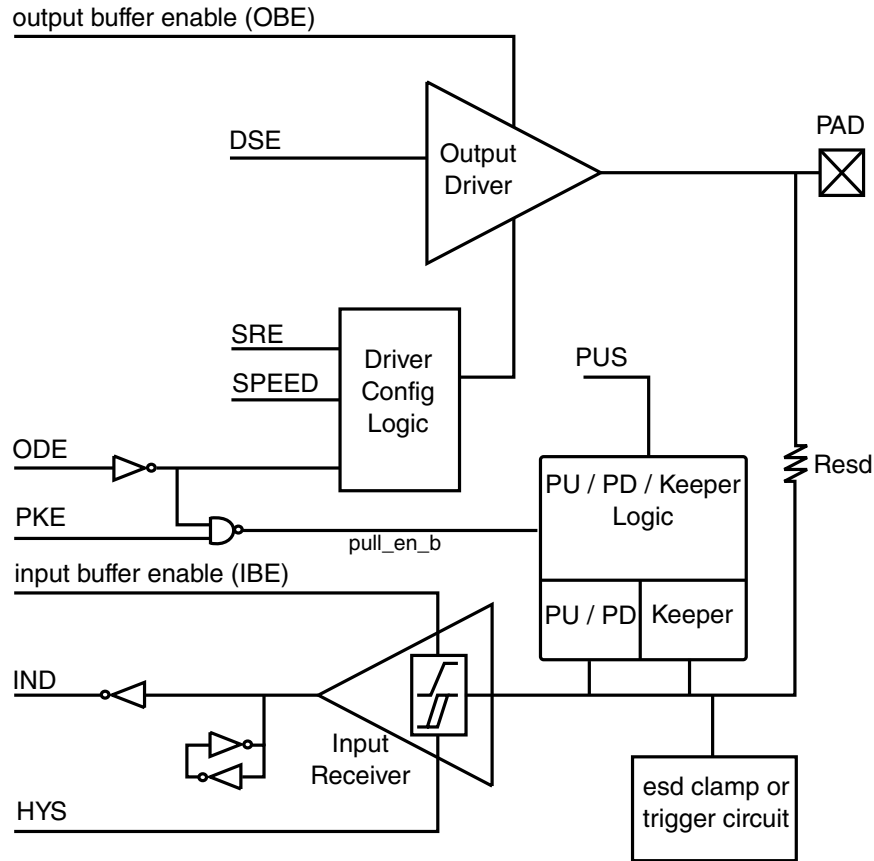 output buffer enable (OBE)
PAD
DSE
Output
Driver
SRE
SPEED
Driver
Config
Logic
PUS
ODE
PKE
pull_en_b
PU / PD / Keeper
Logic
Resd
input buffer enable (IBE)
PU / PD
Keeper
IND
Input
Receiver
HYS
esd clamp or
trigger circuit